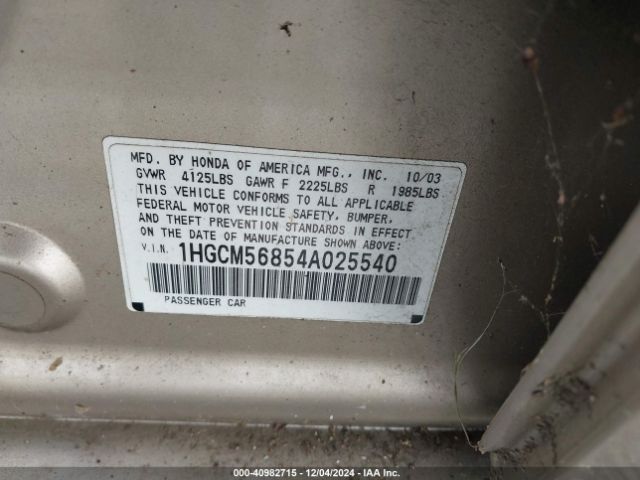 MFD. BY HONDA OF AMERICA MFG., INC. 10/03
GVWR 4125LBS GAWR F 2225LBS R 1985LBS
THIS VEHICLE CONFORMS TO ALL APPLICABLE
FEDERAL MOTOR VEHICLE SAFETY, BUMPER,
AND THEFT PREVENTION STANDARDS IN EFFECT
ON THE DATE OF MANUFACTURE SHOWN ABOVE:
V.I.N. 1HGCM56854A025540
PASSENGER CAR
000-40982715 - 12/04/2024 - IAA Inc.